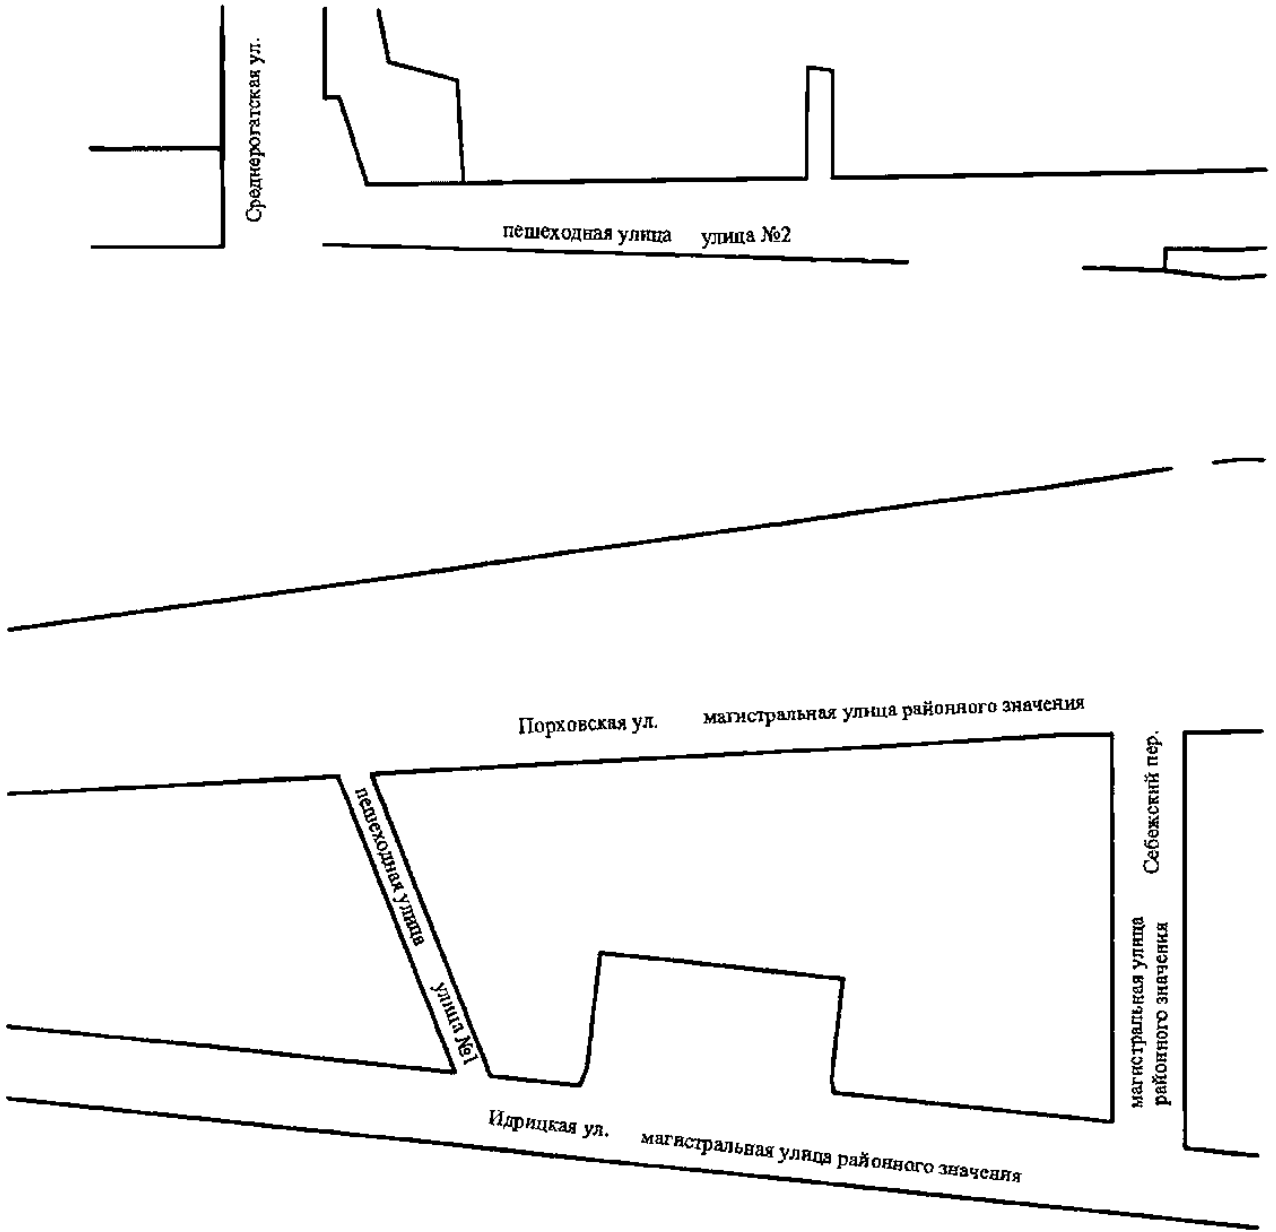 Среднерогатская ул.
пешеходная улица улица №2
Порховская ул. магистральная улица районного значения
пешеходная улица улица №1
Себежский пер.
магистральная улица
районного значения
Идрицкая ул. магистральная улица районного значения